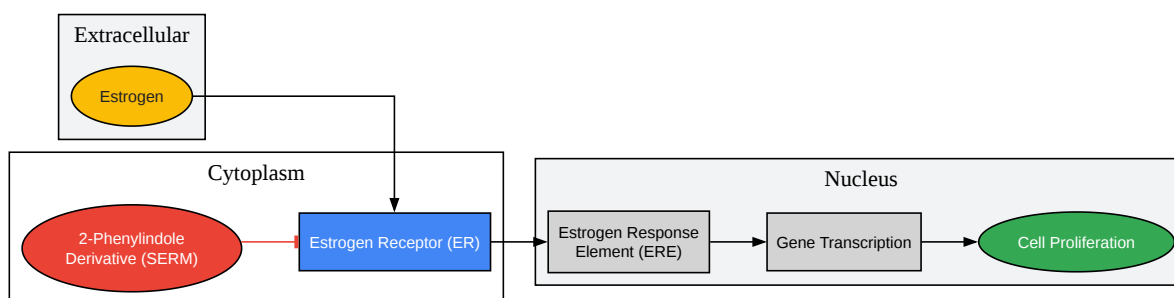 Extracellular
Estrogen
Cytoplasm
2-Phenylindole
Derivative (SERM)
Estrogen Receptor (ER)
Nucleus
Estrogen Response
Element (ERE)
Gene Transcription
Cell Proliferation